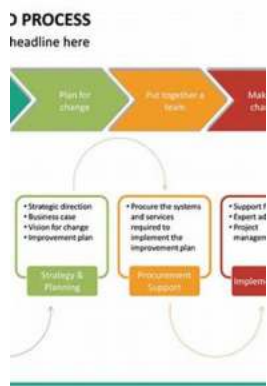 D PROCESS
headline here
Plan for
change
Put together a
team
Mak
cha
• Strategic direction
• Business case
• Vision for change
• Improvement plan
Strategy &
Planning
• Procure the systems
and services
required to
implement the
improvement plan
Procurement
Support
• Support f
• Expert ad
• Project
managem
Implemen